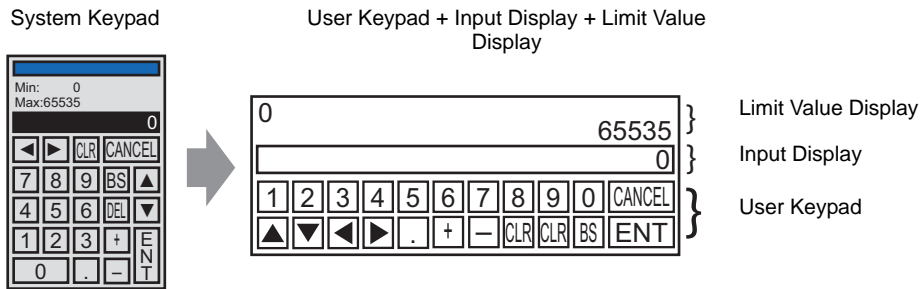 System Keypad
User Keypad + Input Display + Limit Value
Display
Min: 0
Max:65535
0
CLR CANCEL
7 8 9 BS
4 5 6 DEL
1 2 3 + ENT
0 . -
0
65535
0
1 2 3 4 5 6 7 8 9 0 CANCEL
. + - CLR CLR BS ENT
Limit Value Display
Input Display
User Keypad